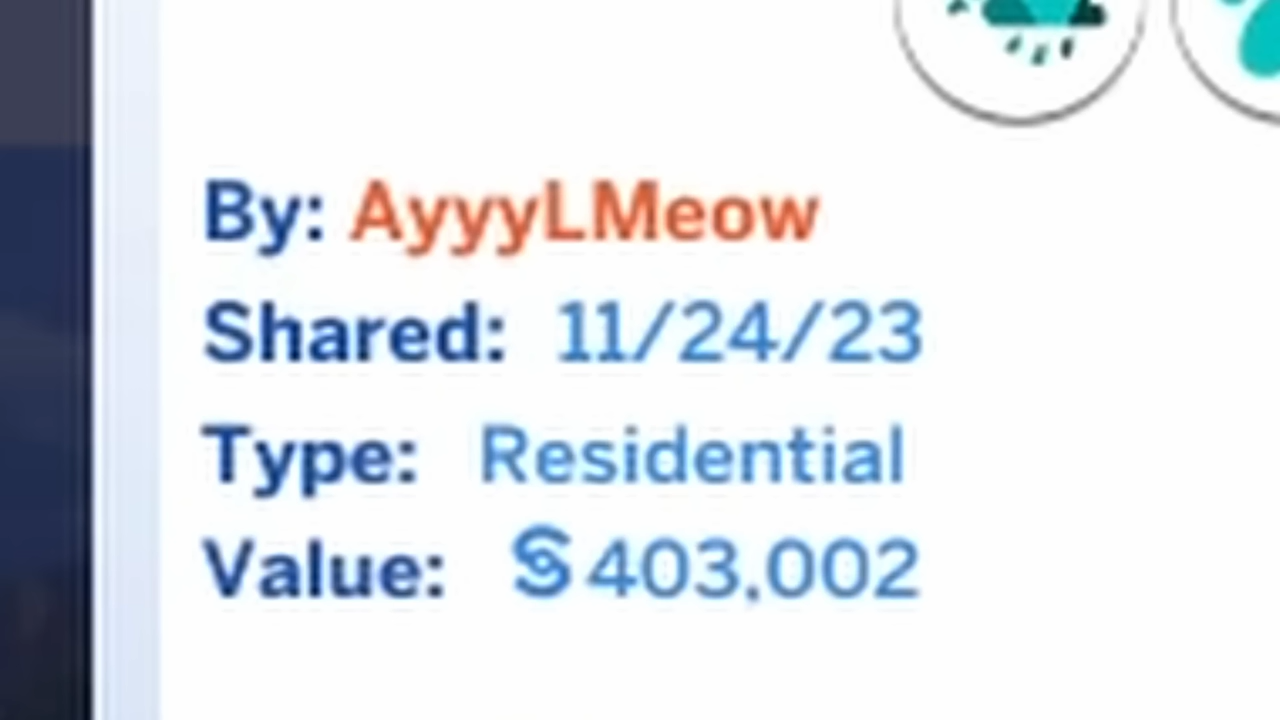 By: AyyyLMeow
Shared: 11/24/23
Type: Residential
Value: §403,002